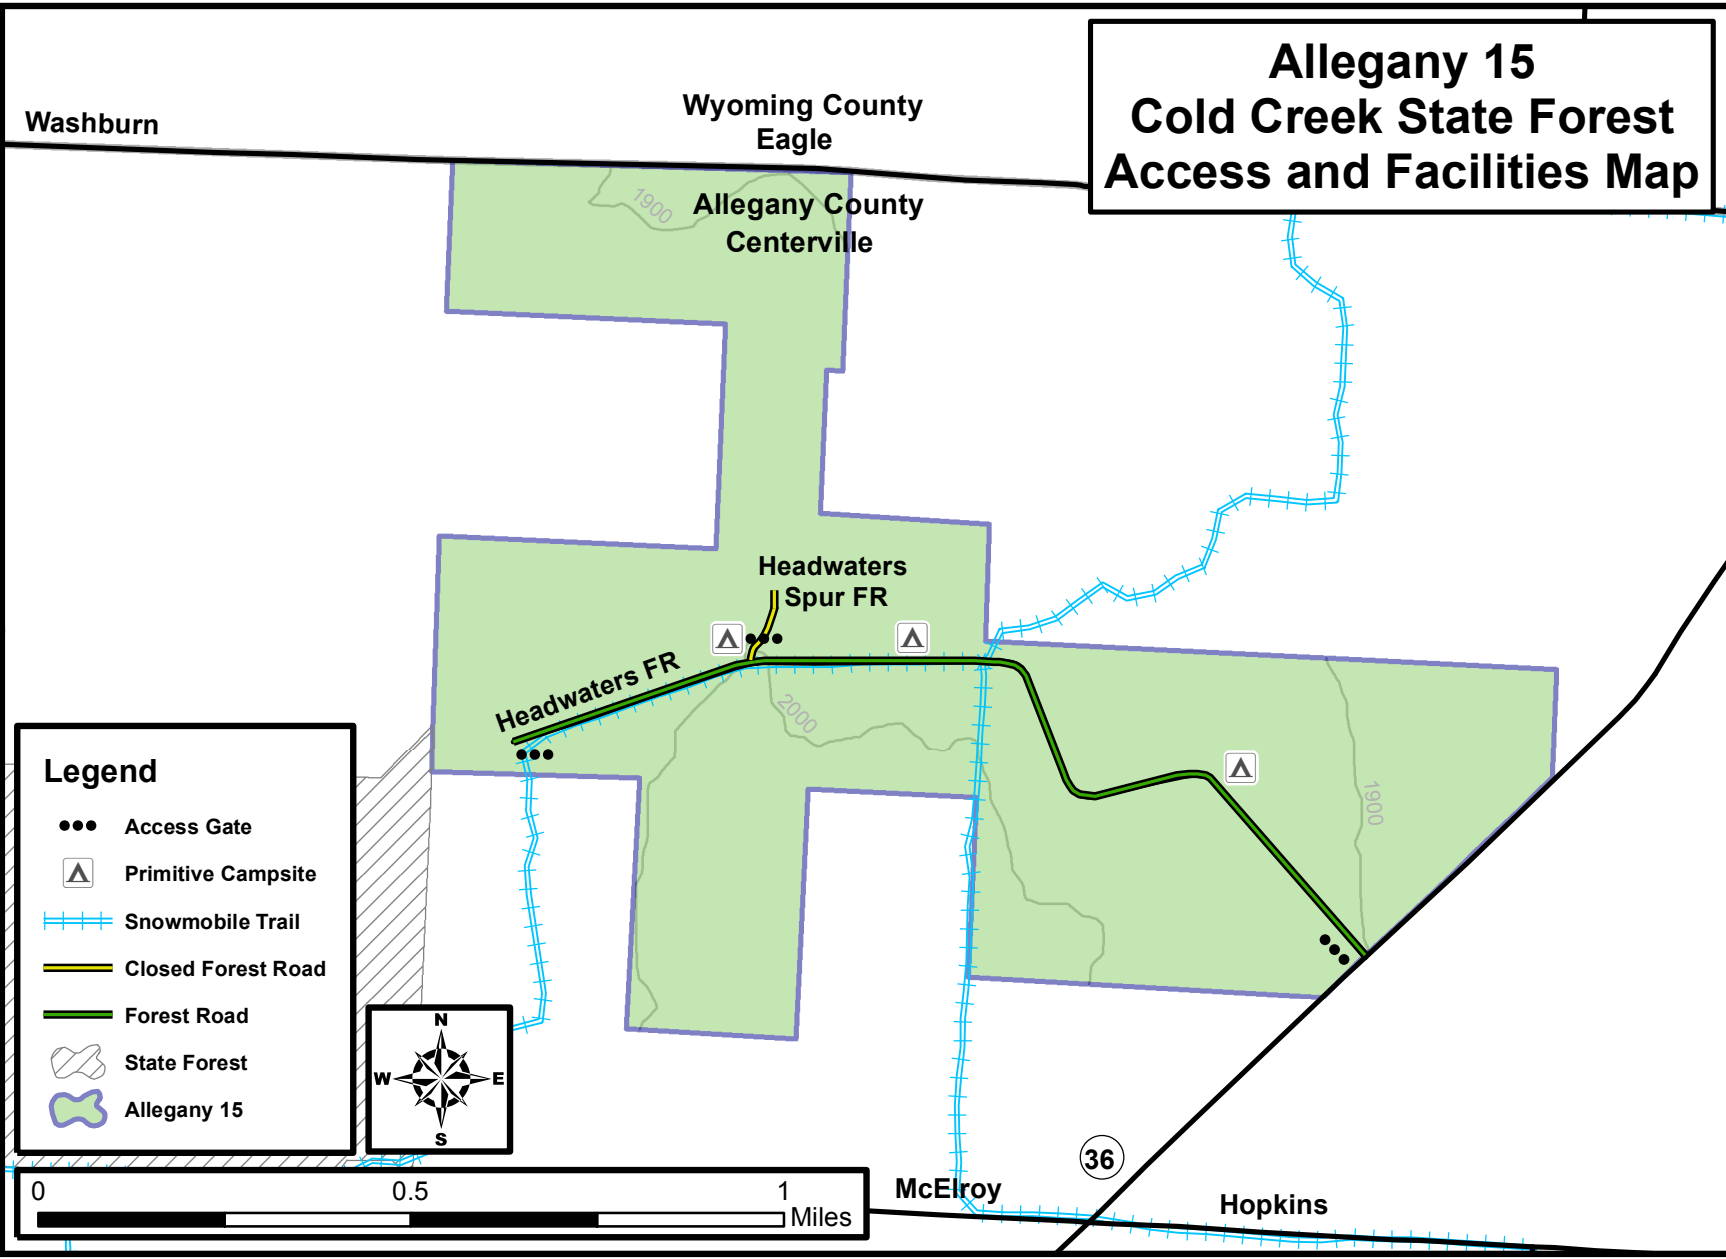 Allegany 15
Cold Creek State Forest
Access and Facilities Map
Washburn
Wyoming County
Eagle
1900
Allegany County
Centerville
Headwaters
Spur FR
Headwaters FR
2000
1900
Legend
Access Gate
Primitive Campsite
Snowmobile Trail
Closed Forest Road
Forest Road
State Forest
Allegany 15
N
W E
S
36
0 0.5 1
Miles
McElroy
Hopkins